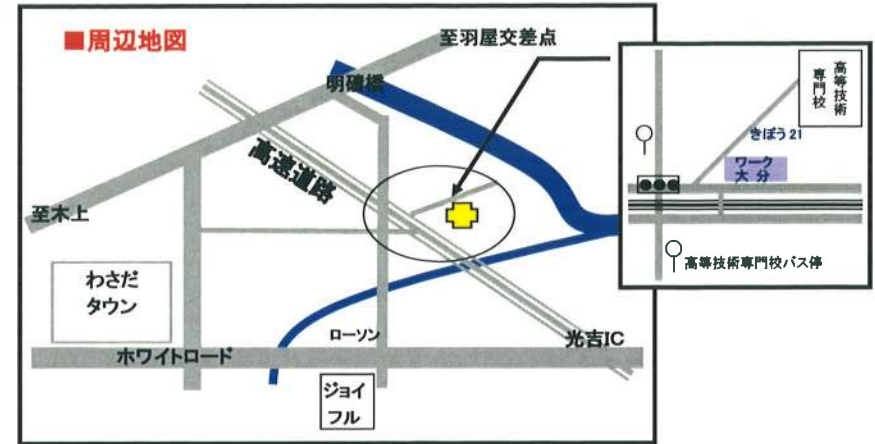 ■周辺地図
至羽屋交差点
明磧橋
高速道路
至木上
わさだ
タウン
ローソン
光吉IC
ホワイトロード
ジョイ
フル
高等技術
専門校
きぼう21
ワーク
大分
高等技術専門校バス停